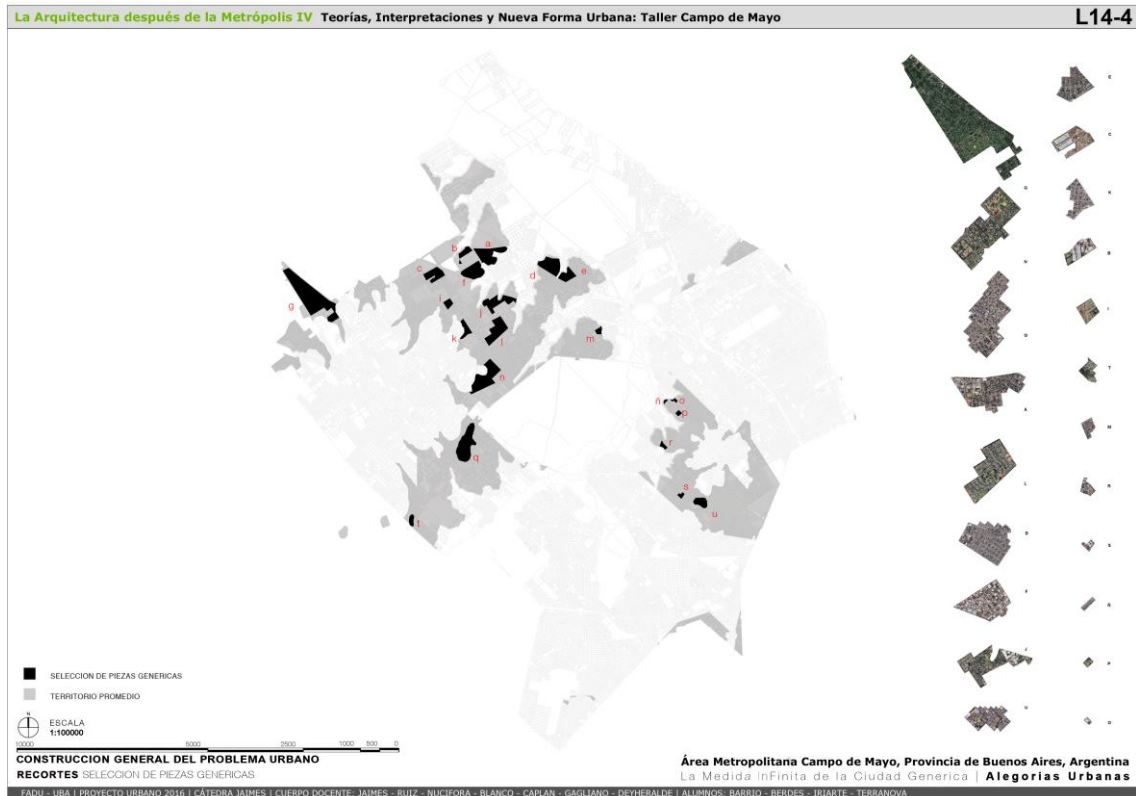 La Arquitectura después de la Metrópolis IV Teorías, Interpretaciones y Nueva Forma Urbana: Taller Campo de Mayo
L14-4
a
b
c
d
e
f
g
i
j
k
l
m
n
ñ
o
p
r
q
s
t
u
E
C
K
G
B
N
I
Q
T
A
M
L
R
D
S
F
Ñ
J
P
U
O
SELECCION DE PIEZAS GENERICAS
TERRITORIO PROMEDIO
N
ESCALA
1:100000
10000 5000 2500 1000 500 0
CONSTRUCCION GENERAL DEL PROBLEMA URBANO
RECORTES SELECCION DE PIEZAS GENERICAS
Área Metropolitana Campo de Mayo, Provincia de Buenos Aires, Argentina
La Medida InFinita de la Ciudad Generica | Alegorias Urbanas
FADU - UBA | PROYECTO URBANO 2016 | CÁTEDRA JAIMES | CUERPO DOCENTE: JAIMES - RUIZ - NUCIFORA - BLANCO - CAPLAN - GAGLIANO - DEYHERALDE | ALUMNOS: BARRIO - BERDES - IRIARTE - TERRANOVA